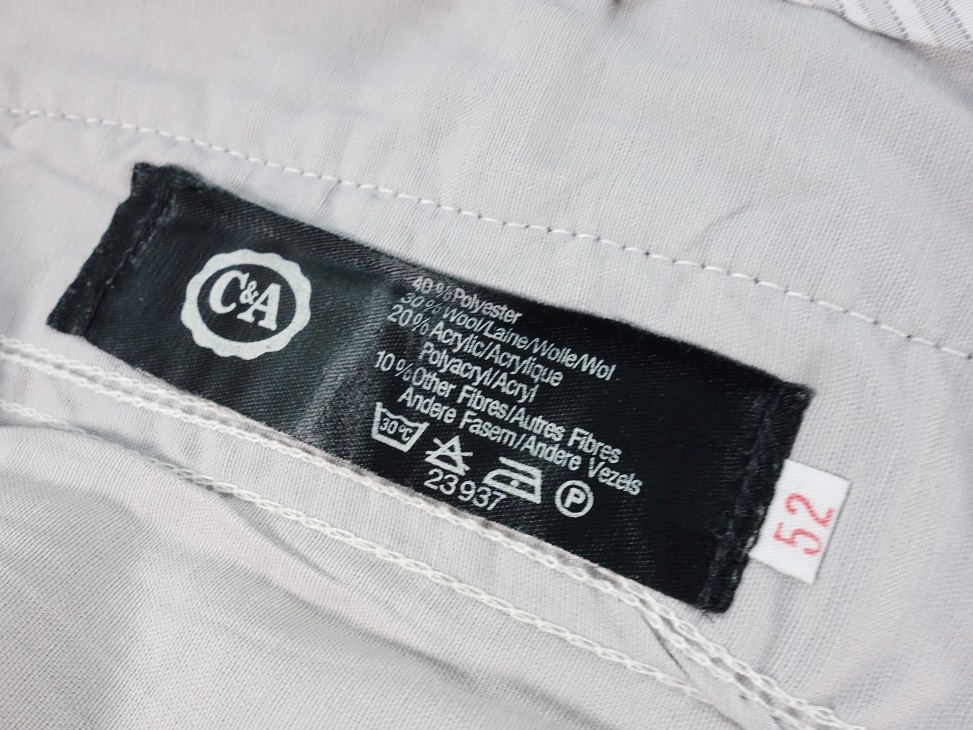 C&A
40% Polyester
30% Wool/Laine/Wolle/Wol
20% Acrylic/Acrylique
Polyacryl/Acryl
10% Other Fibres/Autres Fibres
Andere Fasern/Andere Vezels
30°C
P
23937
52